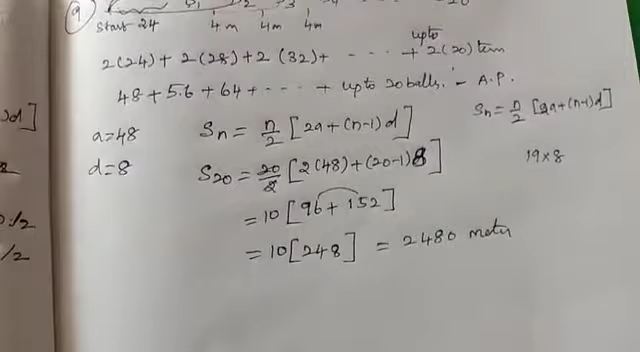 9
Start 24 4m 4m 4m
2(24) + 2(28) + 2(32) + - - - - + upto 2(20) term
48 + 56 + 64 + - - - + upto 20 balls. - A.P.
a=48 Sn = n/2 [2a+(n-1)d] Sn = n/2 [2a+(n-1)d]
d=8 S20 = 20/2 [2(48)+(20-1)8] 19×8
= 10[96+152]
= 10[248] = 2480 meter